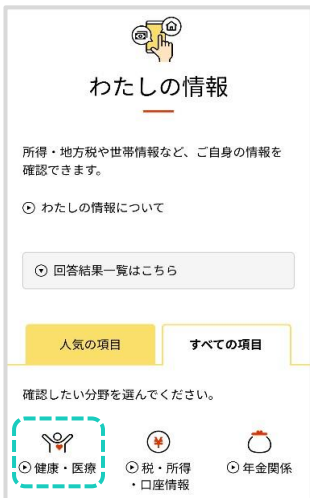 わたしの情報
所得・地方税や世帯情報など、ご自身の情報を
確認できます。
わたしの情報について
回答結果一覧はこちら
人気の項目 すべての項目
確認したい分野を選んでください。
健康・医療 税・所得 年金関係
・口座情報